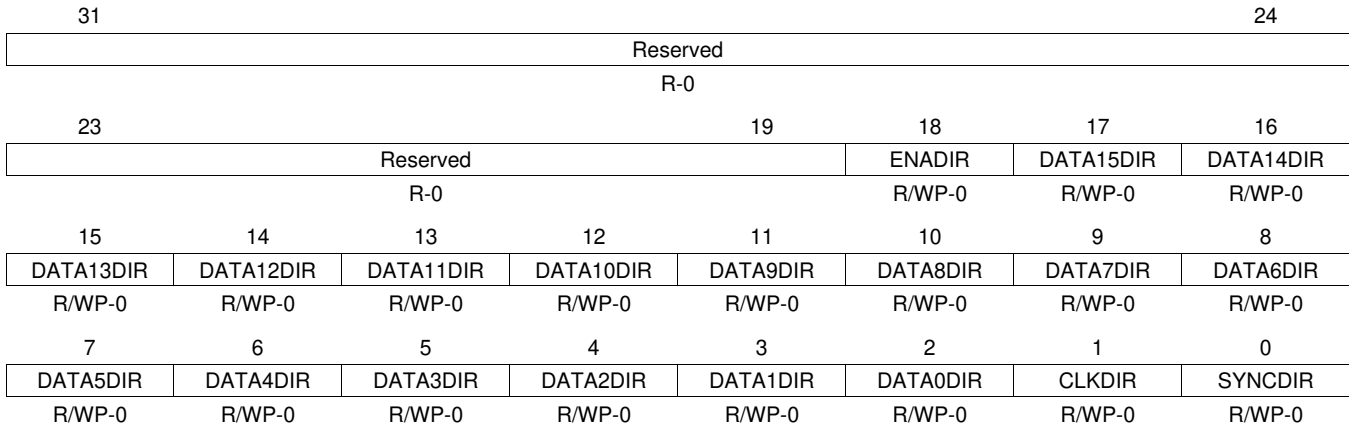 31 24
Reserved
R-0
23 19 18 17 16
Reserved ENADIR DATA15DIR DATA14DIR
R-0 R/WP-0 R/WP-0 R/WP-0
15 14 13 12 11 10 9 8
DATA13DIR DATA12DIR DATA11DIR DATA10DIR DATA9DIR DATA8DIR DATA7DIR DATA6DIR
R/WP-0 R/WP-0 R/WP-0 R/WP-0 R/WP-0 R/WP-0 R/WP-0 R/WP-0
7 6 5 4 3 2 1 0
DATA5DIR DATA4DIR DATA3DIR DATA2DIR DATA1DIR DATA0DIR CLKDIR SYNCDIR
R/WP-0 R/WP-0 R/WP-0 R/WP-0 R/WP-0 R/WP-0 R/WP-0 R/WP-0